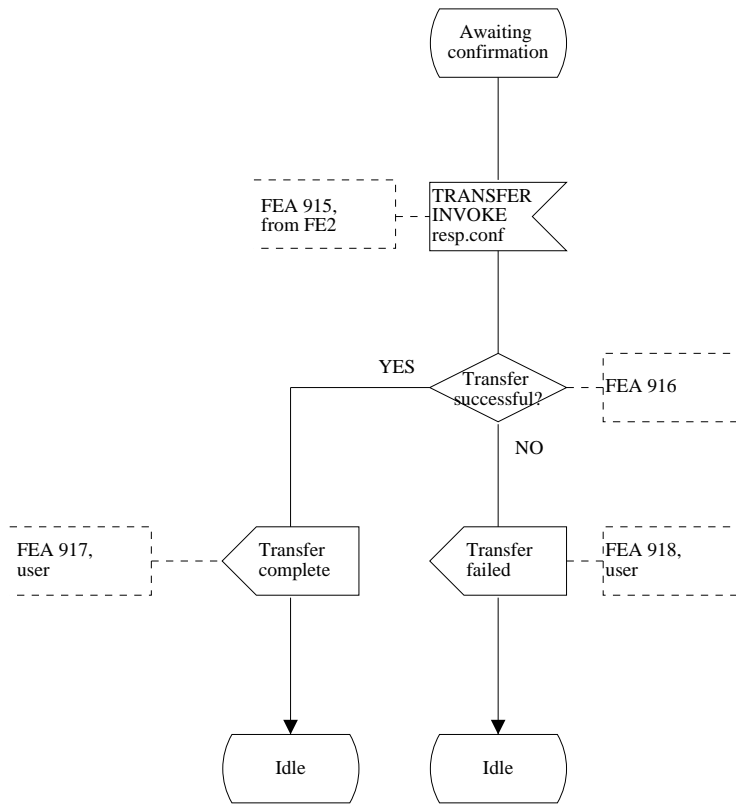 Awaiting
confirmation
FEA 915,
from FE2
TRANSFER
INVOKE
resp.conf
YES
Transfer
successful?
FEA 916
NO
FEA 917,
user
Transfer
complete
Transfer
failed
FEA 918,
user
Idle
Idle